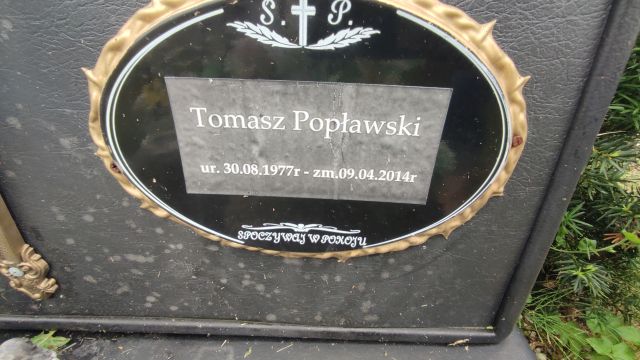 Ś. P.
Tomasz Popławski
ur. 30.08.1977r - zm.09.04.2014r
SPOCZYWAJ W POKOJU